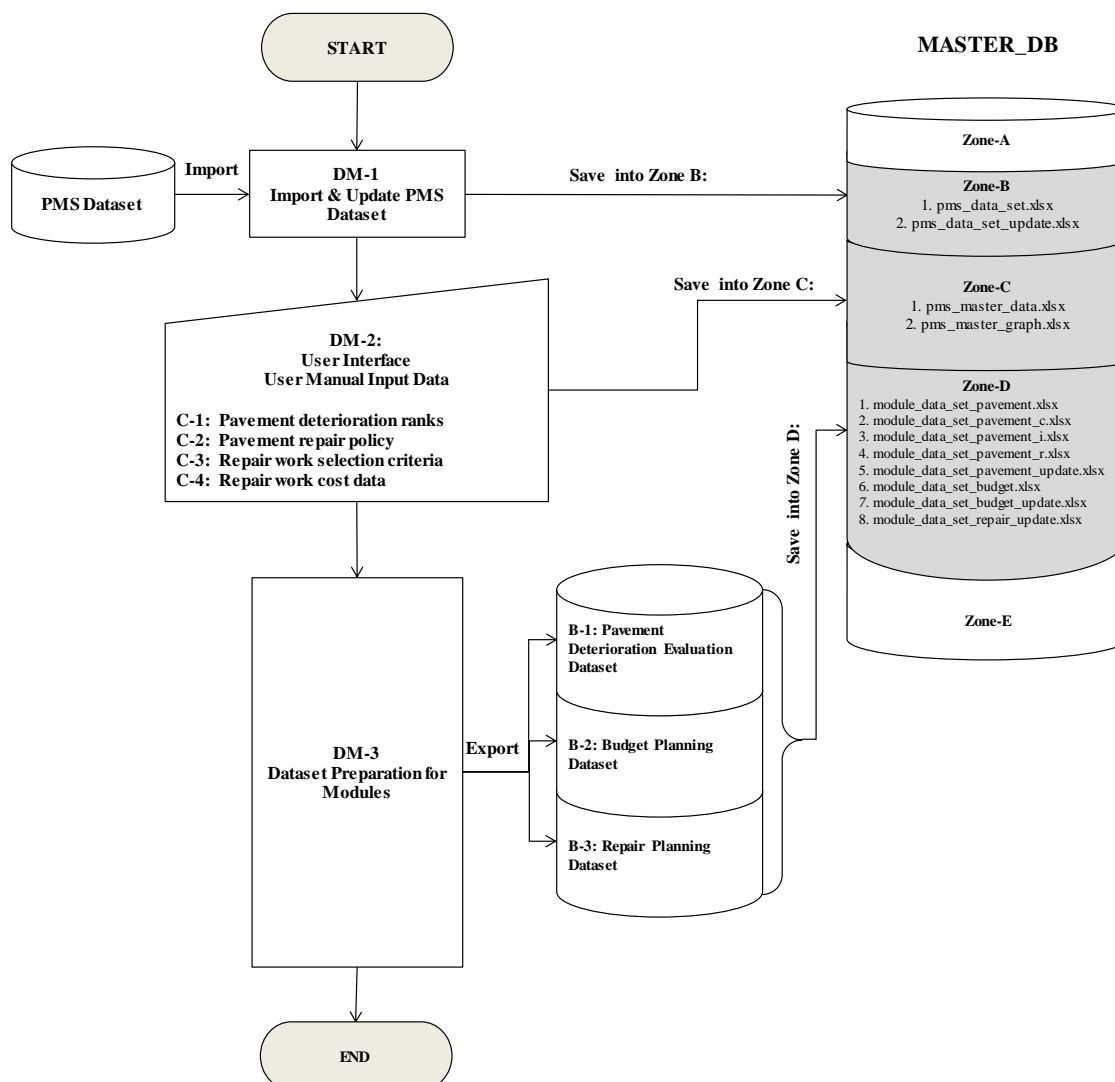 START
MASTER_DB
Zone-A
Import
DM-1
Import & Update PMS
Dataset
PMS Dataset
Save into Zone B:
Zone-B
1. pms_data_set.xlsx
2. pms_data_set_update.xlsx
Save into Zone C:
Zone-C
1. pms_master_data.xlsx
2. pms_master_graph.xlsx
DM-2:
User Interface
User Manual Input Data
C-1: Pavement deterioration ranks
C-2: Pavement repair policy
C-3: Repair work selection criteria
C-4: Repair work cost data
Zone-D
1. module_data_set_pavement.xlsx
2. module_data_set_pavement_c.xlsx
3. module_data_set_pavement_i.xlsx
4. module_data_set_pavement_r.xlsx
5. module_data_set_pavement_update.xlsx
6. module_data_set_budget.xlsx
7. module_data_set_budget_update.xlsx
8. module_data_set_repair_update.xlsx
Save into Zone D:
Zone-E
DM-3
Dataset Preparation for
Modules
Export
B-1: Pavement
Deterioration Evaluation
Dataset
B-2: Budget Planning
Dataset
B-3: Repair Planning
Dataset
END